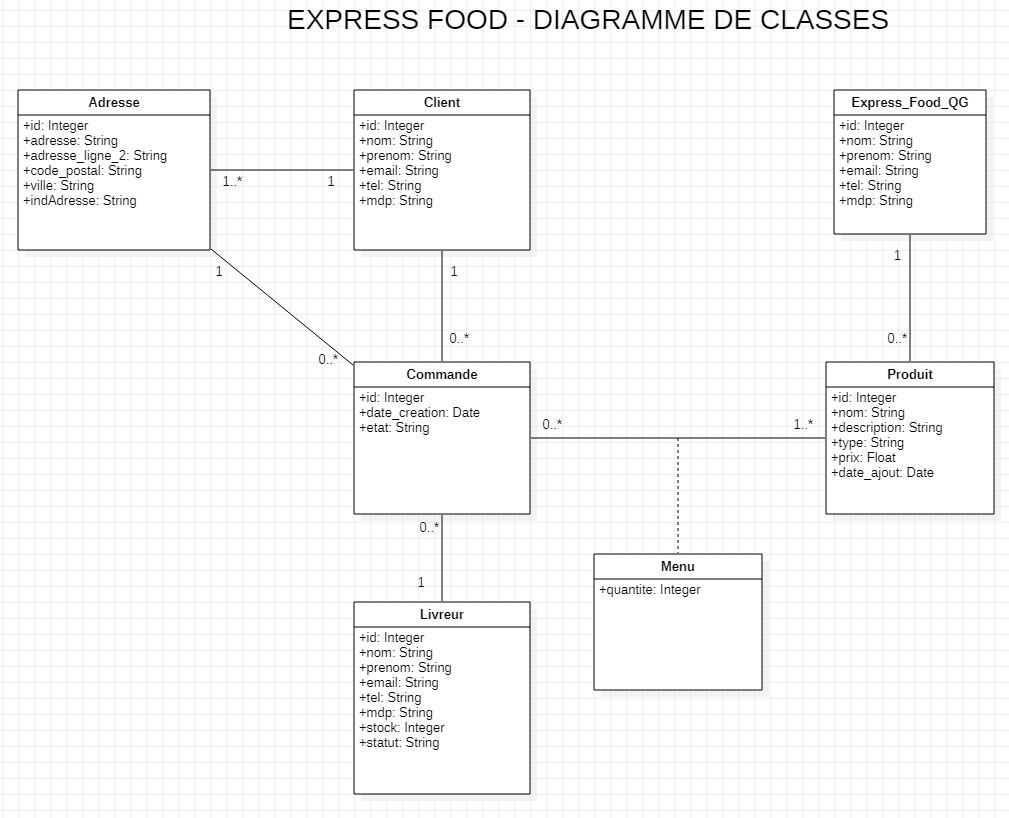 EXPRESS FOOD - DIAGRAMME DE CLASSES
Adresse
+id: Integer
+adresse: String
+adresse_ligne_2: String
+code_postal: String
+ville: String
+indAdresse: String
1..*
1
Client
+id: Integer
+nom: String
+prenom: String
+email: String
+tel: String
+mdp: String
Express_Food_QG
+id: Integer
+nom: String
+prenom: String
+email: String
+tel: String
+mdp: String
1
0..*
1
0..*
1
0..*
Commande
+id: Integer
+date_creation: Date
+etat: String
0..*
1..*
Produit
+id: Integer
+nom: String
+description: String
+type: String
+prix: Float
+date_ajout: Date
0..*
1
Menu
+quantite: Integer
Livreur
+id: Integer
+nom: String
+prenom: String
+email: String
+tel: String
+mdp: String
+stock: Integer
+statut: String